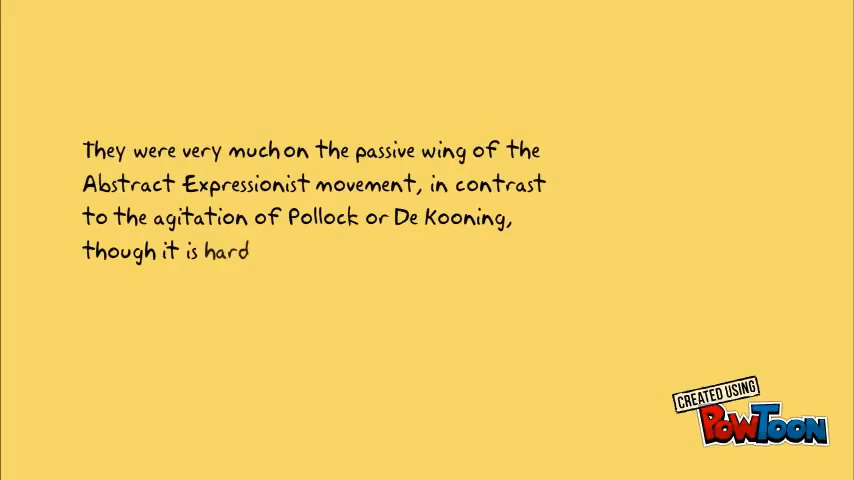 They were very much on the passive wing of the
Abstract Expressionist movement, in contrast
to the agitation of Pollock or De Kooning,
though it is hard
CREATED USING
POWTOON